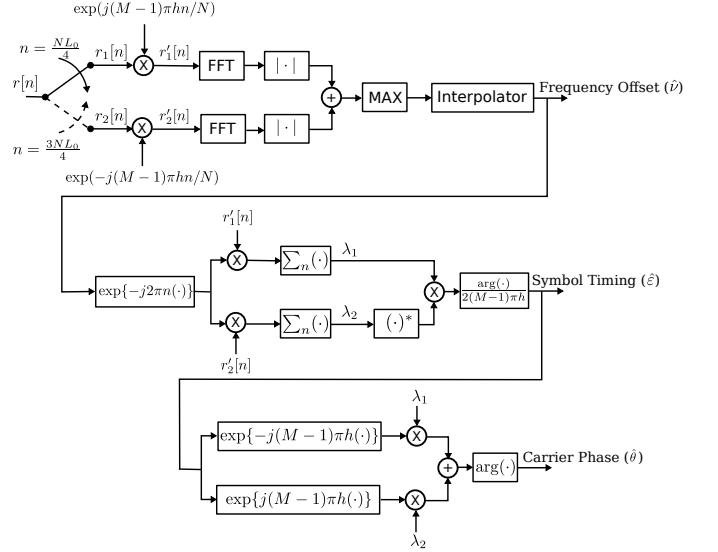 exp(j(M − 1)πhn/N)
n = NL₀/4
r₁[n]
X
r′₁[n]
FFT
| · |
r[n]
+
MAX
Interpolator
Frequency Offset (ν̂)
r₂[n]
X
r′₂[n]
FFT
| · |
n = 3NL₀/4
exp(−j(M − 1)πhn/N)
r′₁[n]
X
∑ₙ(·)
λ₁
exp{−j2πn(·)}
X
arg(·)/2(M−1)πh
Symbol Timing (ε̂)
X
∑ₙ(·)
λ₂
(·)*
r′₂[n]
λ₁
exp{−j(M − 1)πh(·)}
X
+
arg(·)
Carrier Phase (θ̂)
exp{j(M − 1)πh(·)}
X
λ₂